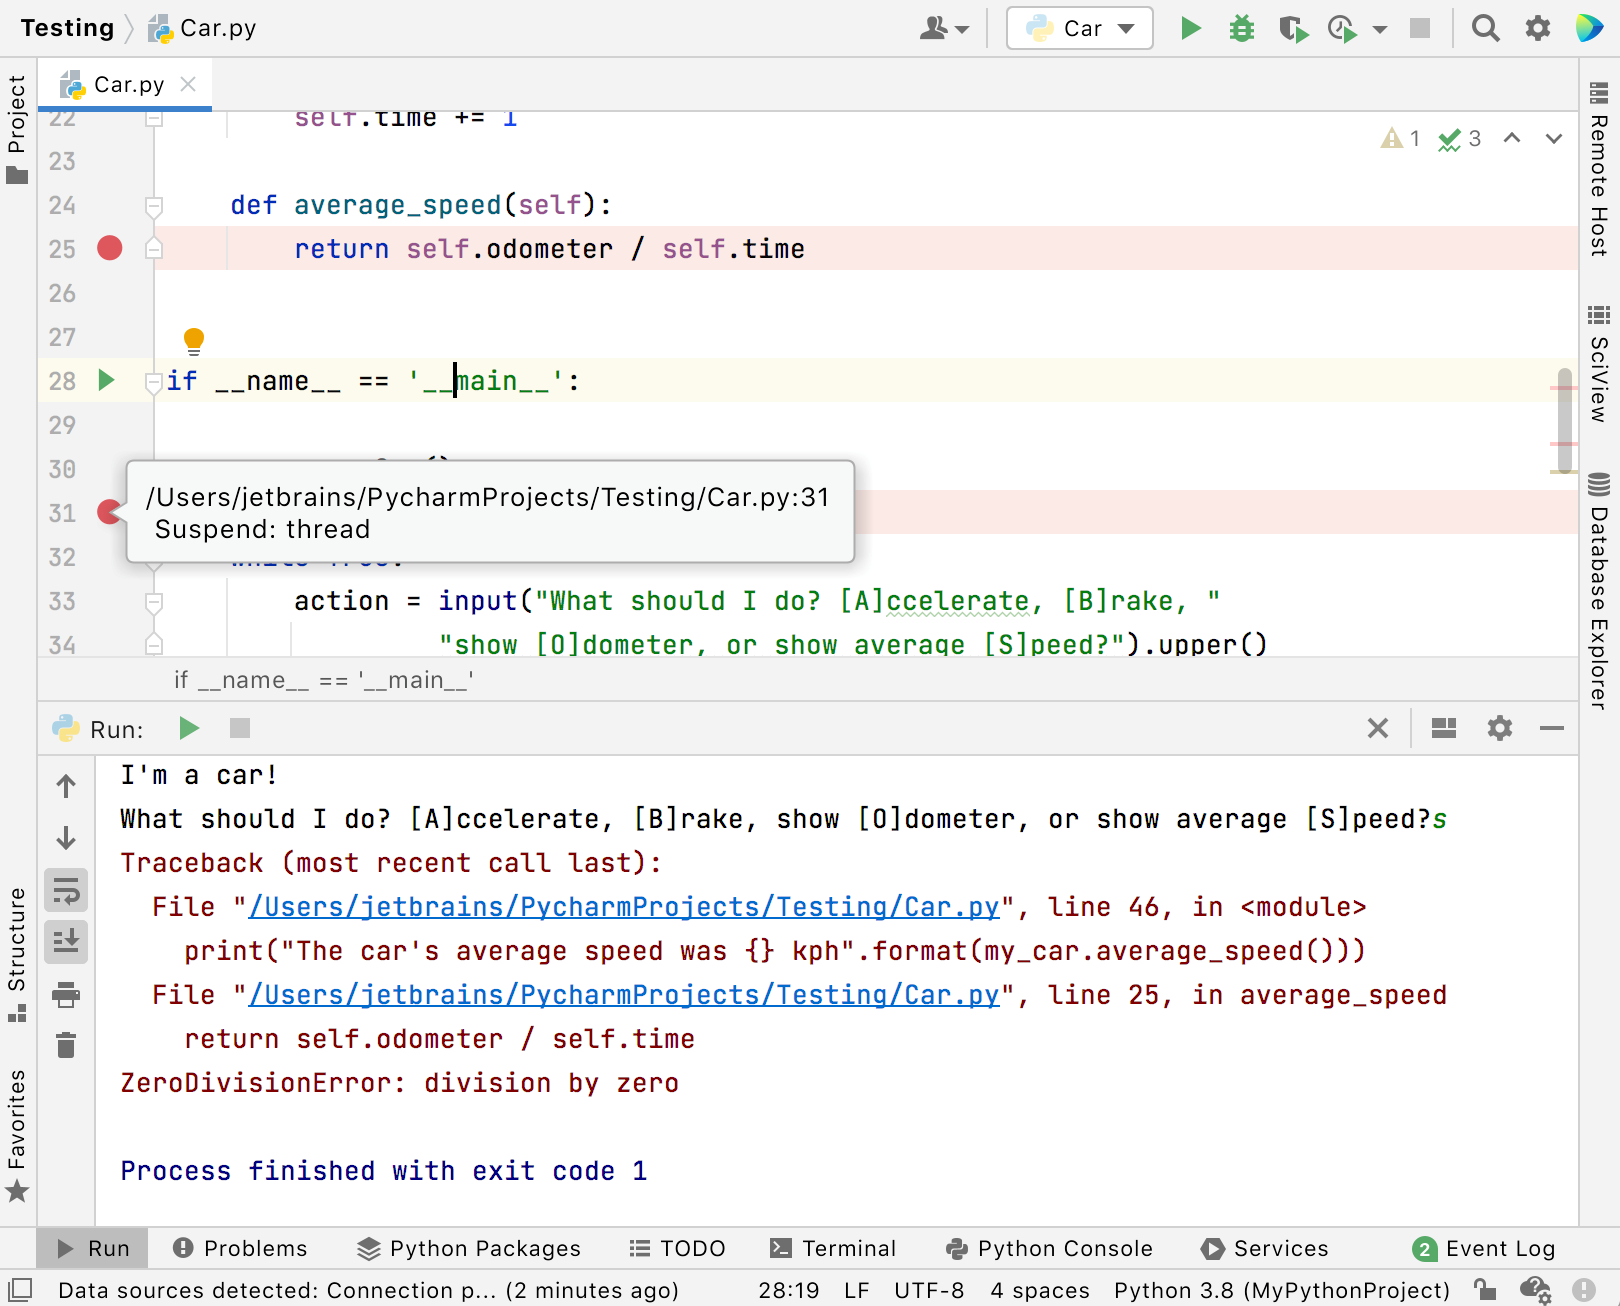 Testing Car.py Car
Project
Car.py
22 self.time += 1
1 3
23
24 def average_speed(self):
25 return self.odometer / self.time
26
27
28 if __name__ == '__main__':
29
30
31
/Users/jetbrains/PycharmProjects/Testing/Car.py:31
Suspend: thread
32 while True:
33 action = input("What should I do? [A]ccelerate, [B]rake, "
34 "show [O]dometer, or show average [S]peed?").upper()
if __name__ == '__main__'
Remote Host
SciView
Database Explorer
Run:
I'm a car!
What should I do? [A]ccelerate, [B]rake, show [O]dometer, or show average [S]peed?s
Traceback (most recent call last):
File "/Users/jetbrains/PycharmProjects/Testing/Car.py", line 46, in <module>
print("The car's average speed was {} kph".format(my_car.average_speed()))
File "/Users/jetbrains/PycharmProjects/Testing/Car.py", line 25, in average_speed
return self.odometer / self.time
ZeroDivisionError: division by zero
Process finished with exit code 1
Structure
Favorites
Run Problems Python Packages TODO Terminal Python Console Services 2 Event Log
Data sources detected: Connection p... (2 minutes ago) 28:19 LF UTF-8 4 spaces Python 3.8 (MyPythonProject)